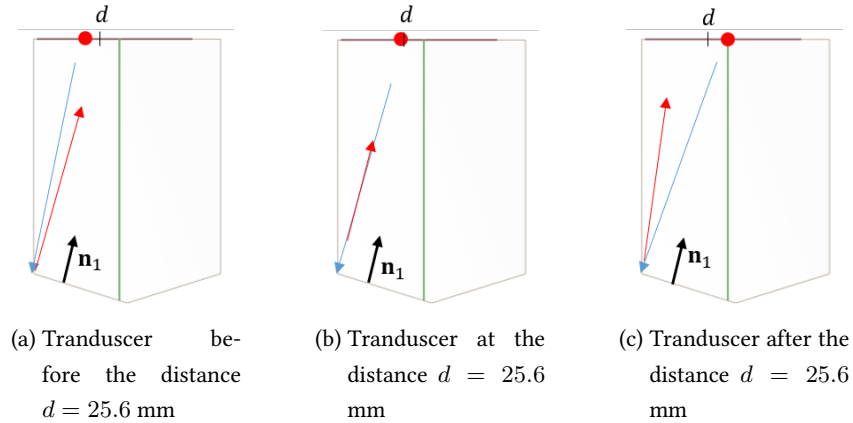 d
d
d
n₁
n₁
n₁
(a) Tranduscer be-
fore the distance
d = 25.6 mm
(b) Tranduscer at the
distance d = 25.6
mm
(c) Tranduscer after the
distance d = 25.6
mm